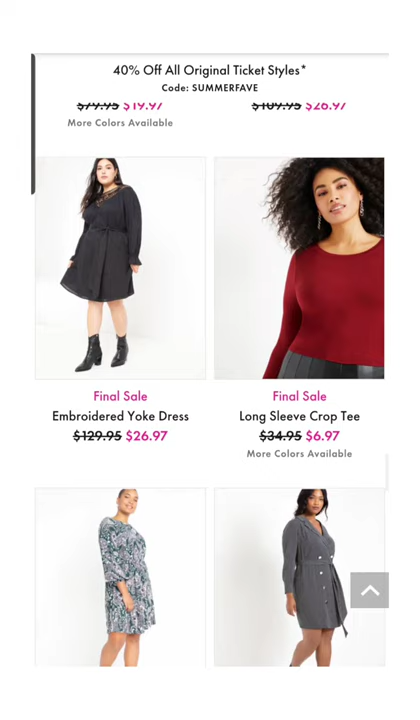 40% Off All Original Ticket Styles*
Code: SUMMERFAVE
$79.95 $19.97
$109.95 $26.97
More Colors Available
Final Sale
Embroidered Yoke Dress
$129.95 $26.97
Final Sale
Long Sleeve Crop Tee
$34.95 $6.97
More Colors Available